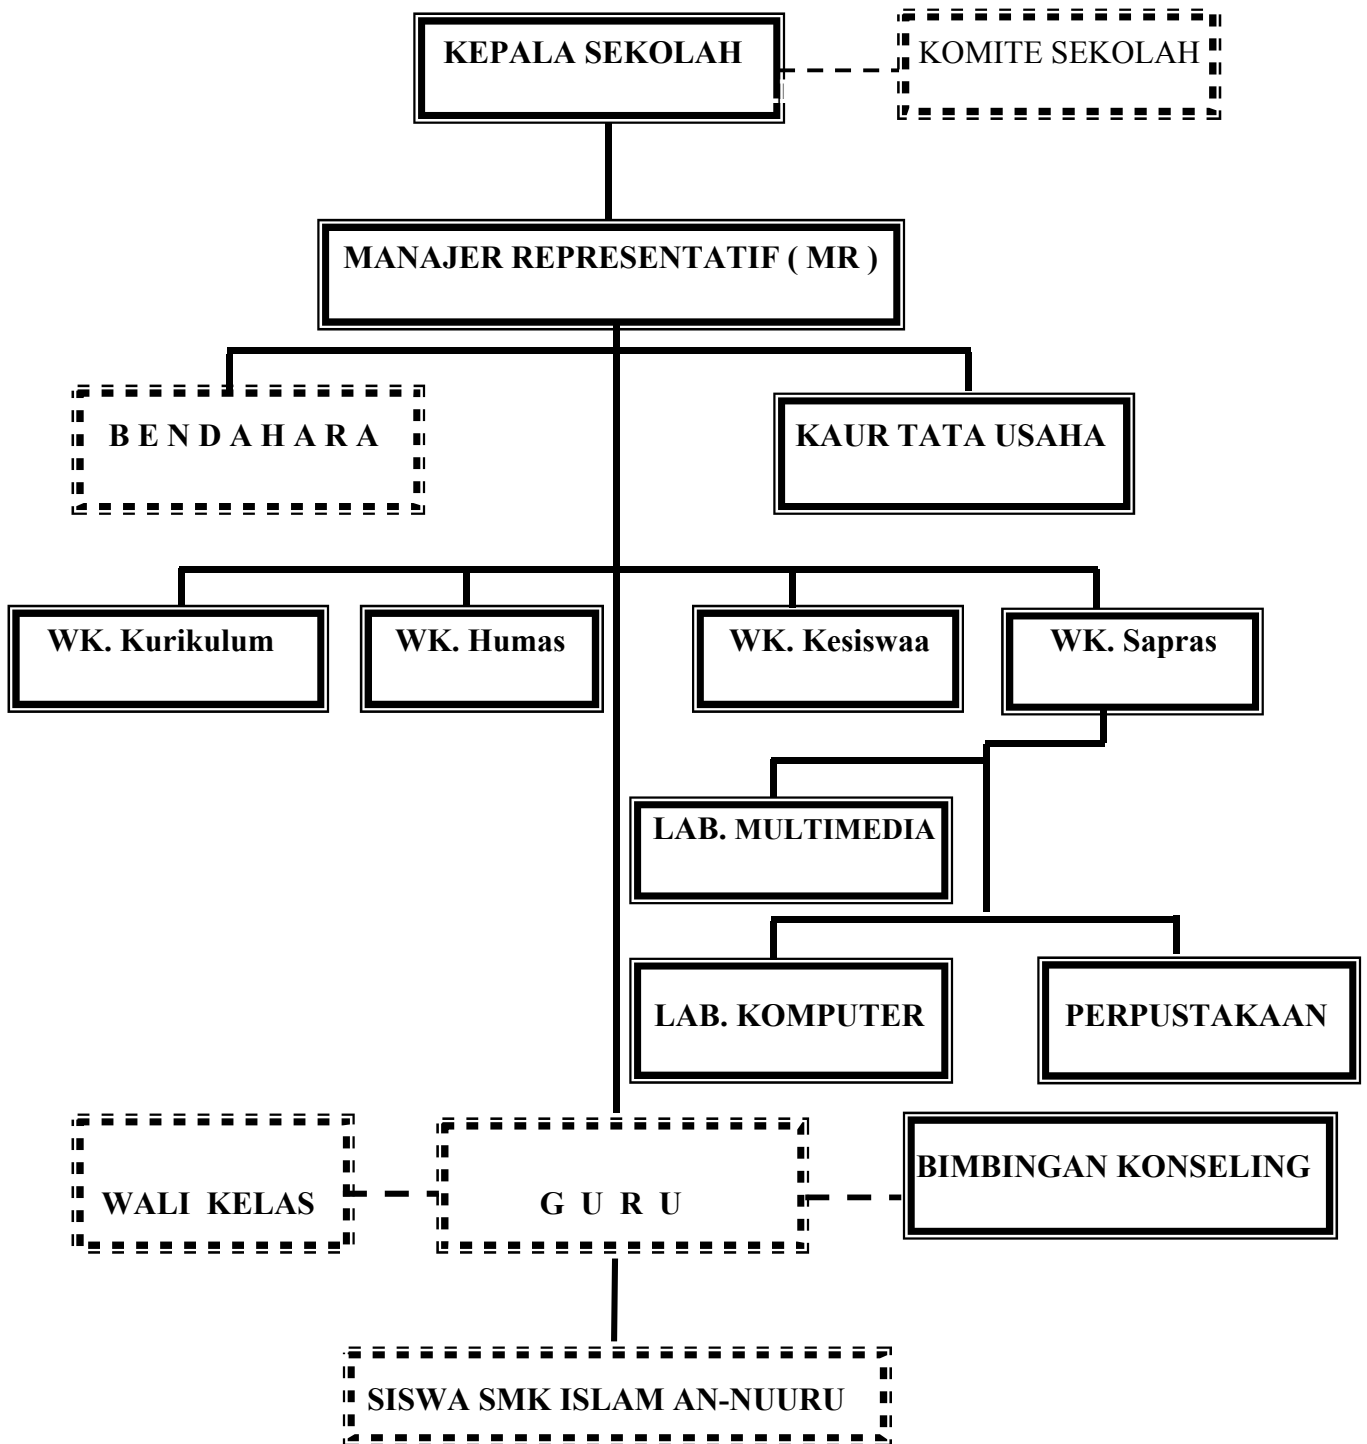 KEPALA SEKOLAH
KOMITE SEKOLAH
MANAJER REPRESENTATIF ( MR )
B E N D A H A R A
KAUR TATA USAHA
WK. Kurikulum
WK. Humas
WK. Kesiswaa
WK. Sapras
LAB. MULTIMEDIA
LAB. KOMPUTER
PERPUSTAKAAN
WALI KELAS
G U R U
BIMBINGAN KONSELING
SISWA SMK ISLAM AN-NUURU